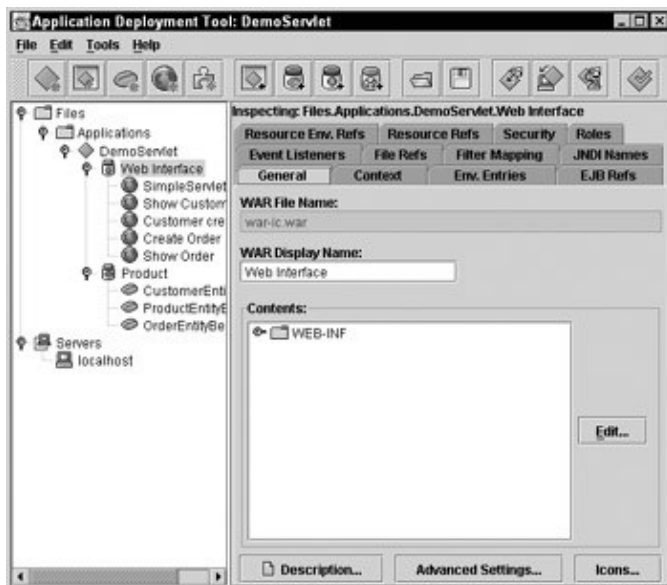 Application Deployment Tool: DemoServlet
File Edit Tools Help
Files
Applications
DemoServlet
Web Interface
SimpleServlet
Show Custom
Customer cre
Create Order
Show Order
Product
CustomerEnti
ProductEntityE
OrderEntityBe
Servers
localhost
Inspecting: Files.Applications.DemoServlet.Web Interface
Resource Env. Refs Resource Refs Security Roles
Event Listeners File Refs Filter Mapping JNDI Names
General Context Env. Entries EJB Refs
WAR File Name:
war-ic.war
WAR Display Name:
Web Interface
Contents:
WEB-INF
Edit...
Description... Advanced Settings... Icons...